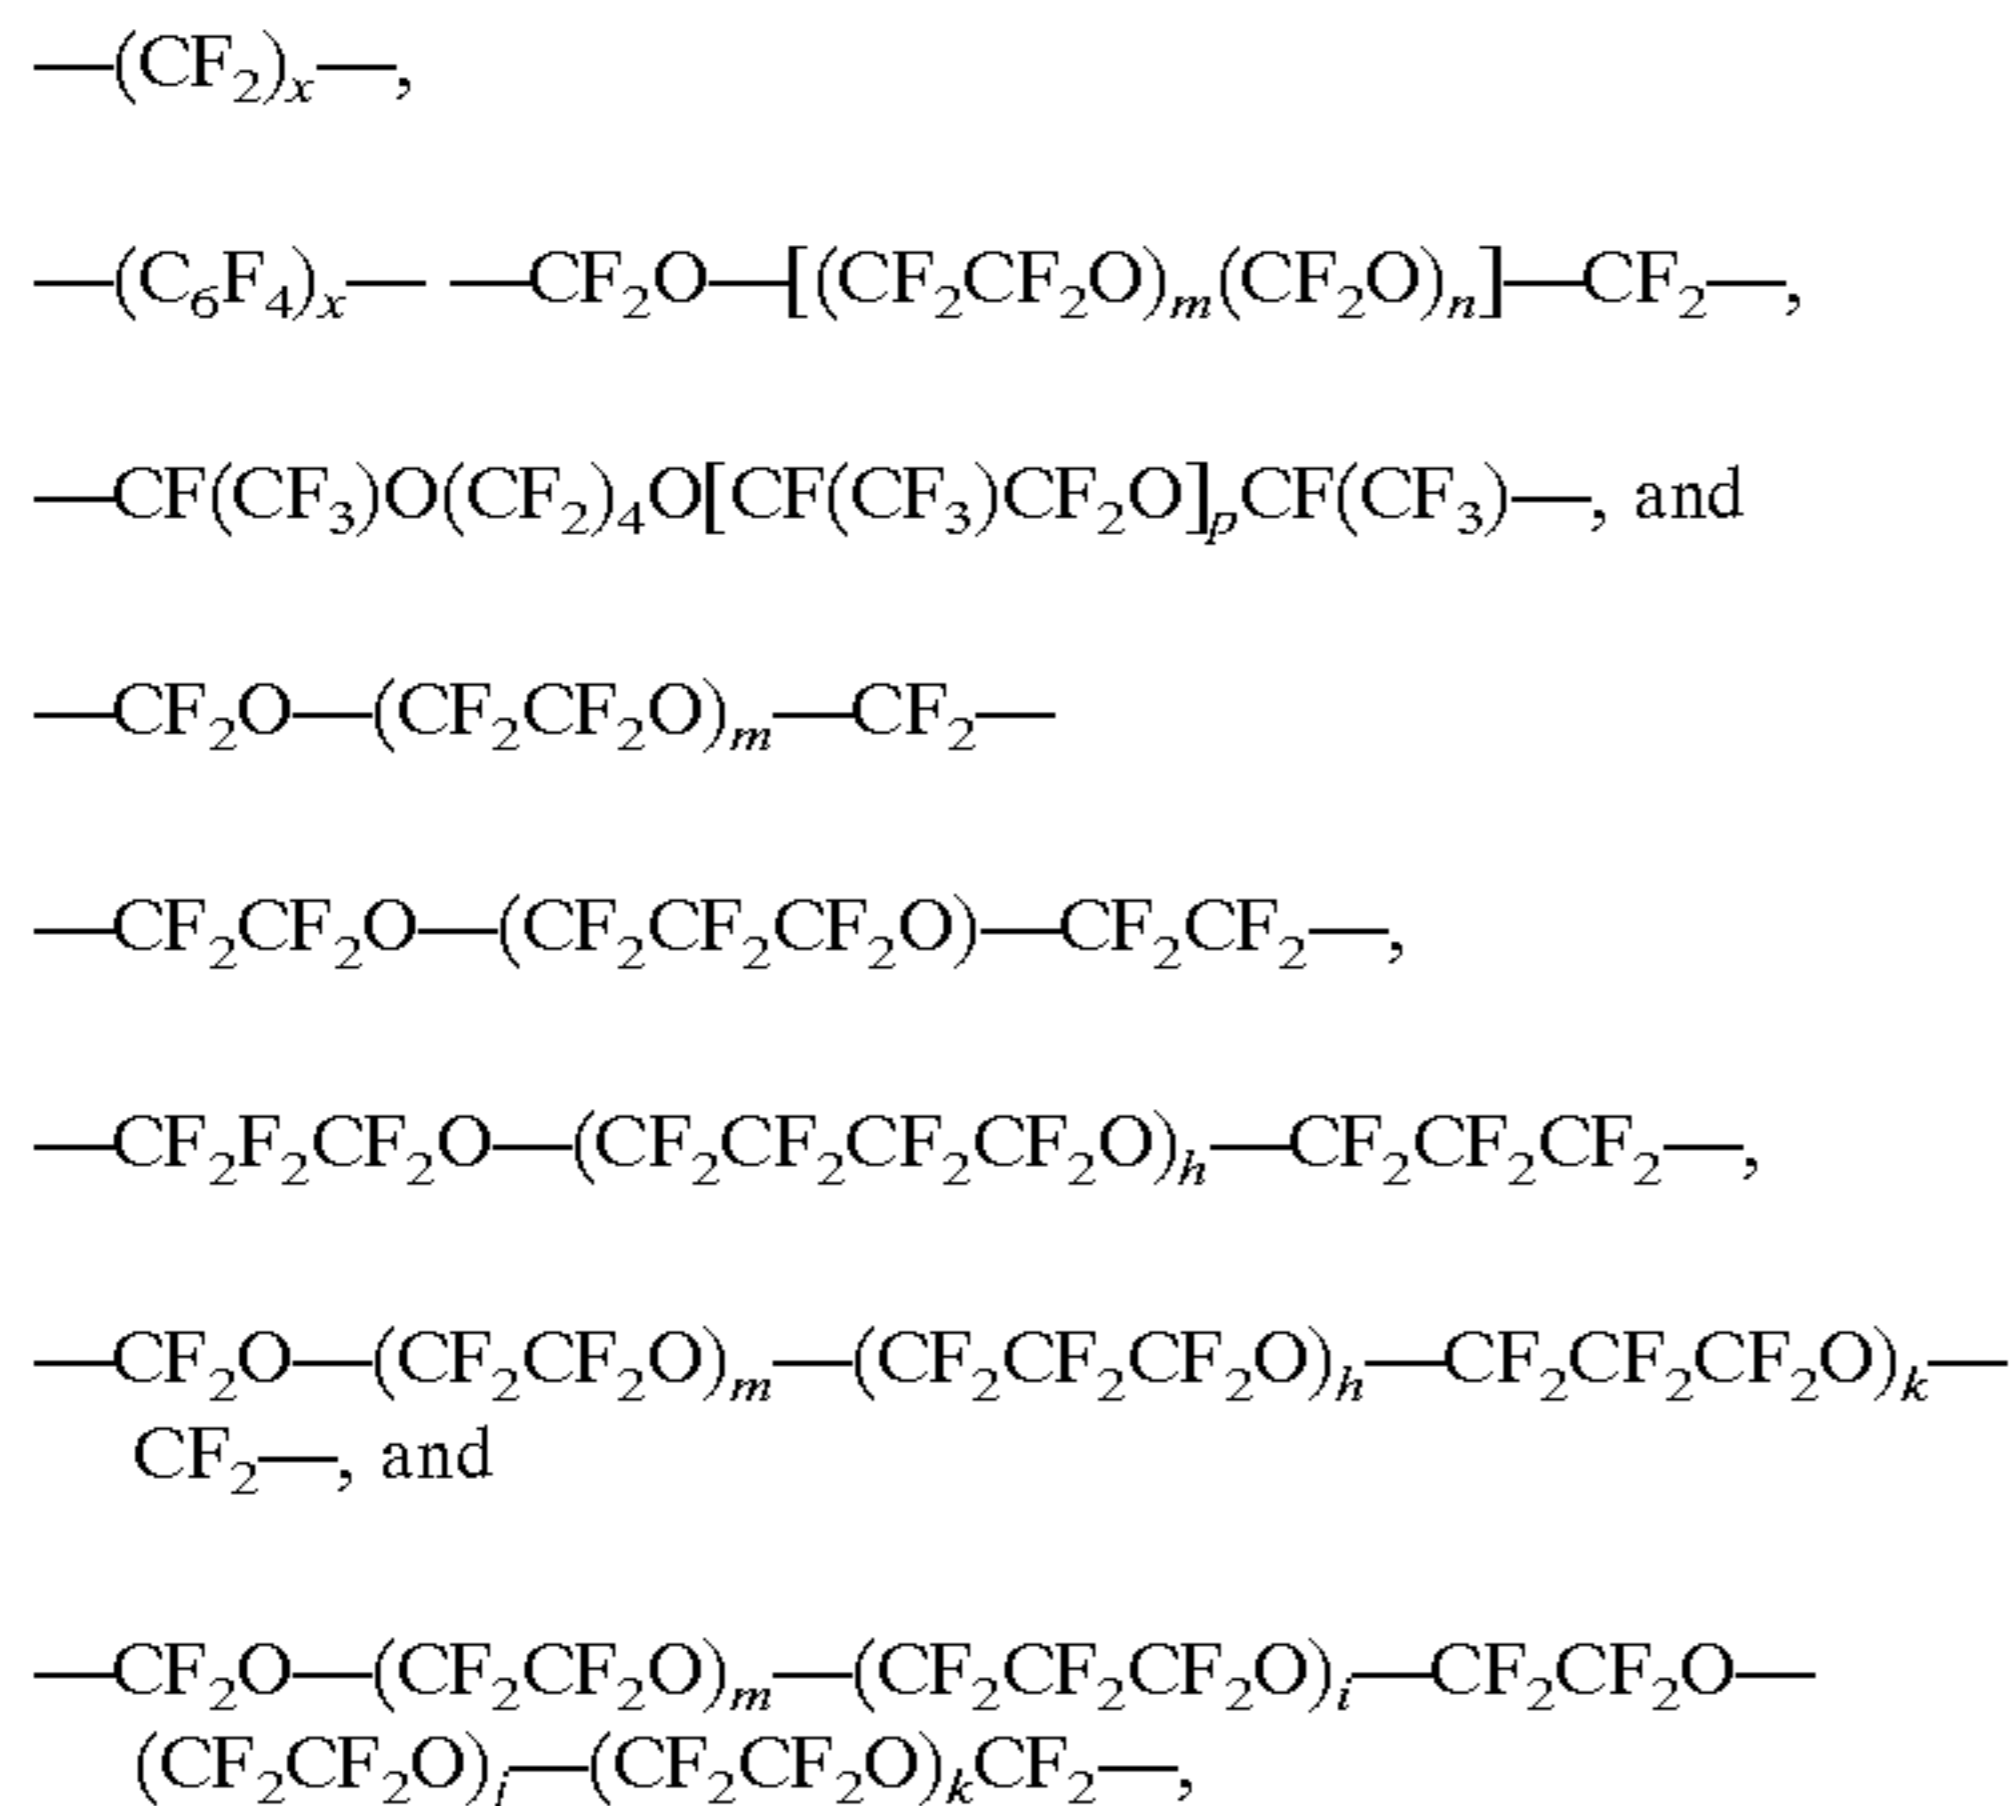 —(CF₂)ₓ—,
—(C₆F₄)ₓ— —CF₂O—[(CF₂CF₂O)ₘ(CF₂O)ₙ]—CF₂—,
—CF(CF₃)O(CF₂)₄O[CF(CF₃)CF₂O]ₚCF(CF₃)—, and
—CF₂O—(CF₂CF₂O)ₘ—CF₂—
—CF₂CF₂O—(CF₂CF₂CF₂O)—CF₂CF₂—,
—CF₂F₂CF₂O—(CF₂CF₂CF₂CF₂O)ₕ—CF₂CF₂CF₂—,
—CF₂O—(CF₂CF₂O)ₘ—(CF₂CF₂CF₂O)ₕ—CF₂CF₂CF₂O)ₖ—
CF₂—, and
—CF₂O—(CF₂CF₂O)ₘ—(CF₂CF₂CF₂O)ᵢ—CF₂CF₂O—
(CF₂CF₂O)ⱼ—(CF₂CF₂O)ₖCF₂—,